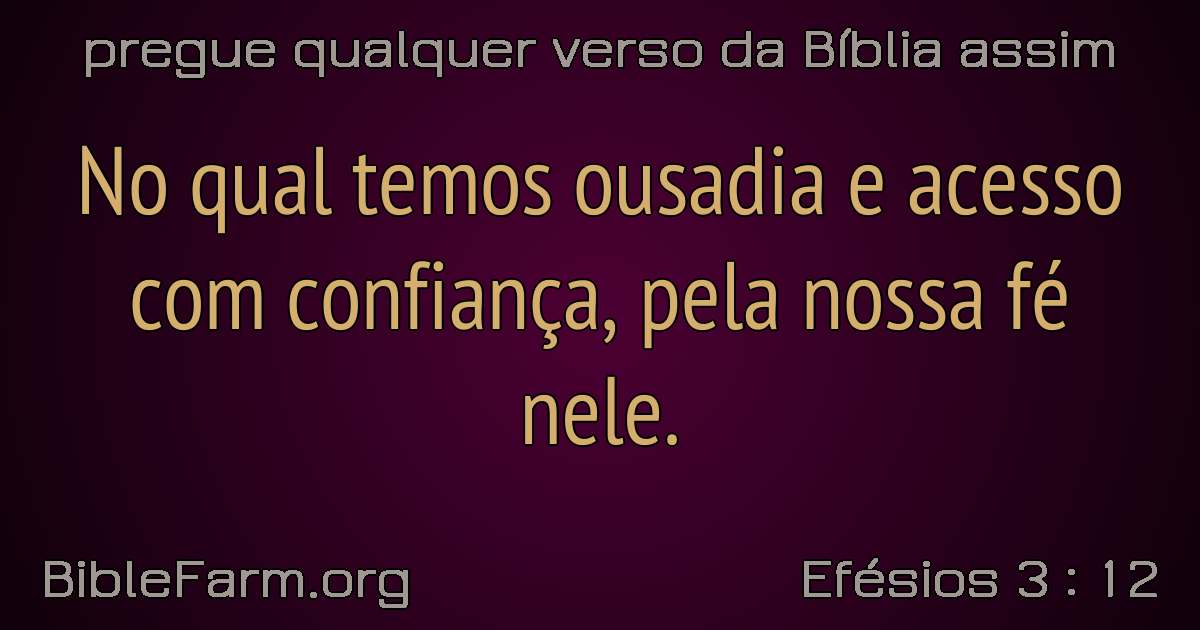 pregue qualquer verso da Bíblia assim
No qual temos ousadia e acesso
com confiança, pela nossa fé
nele.
BibleFarm.org
Efésios 3 : 12